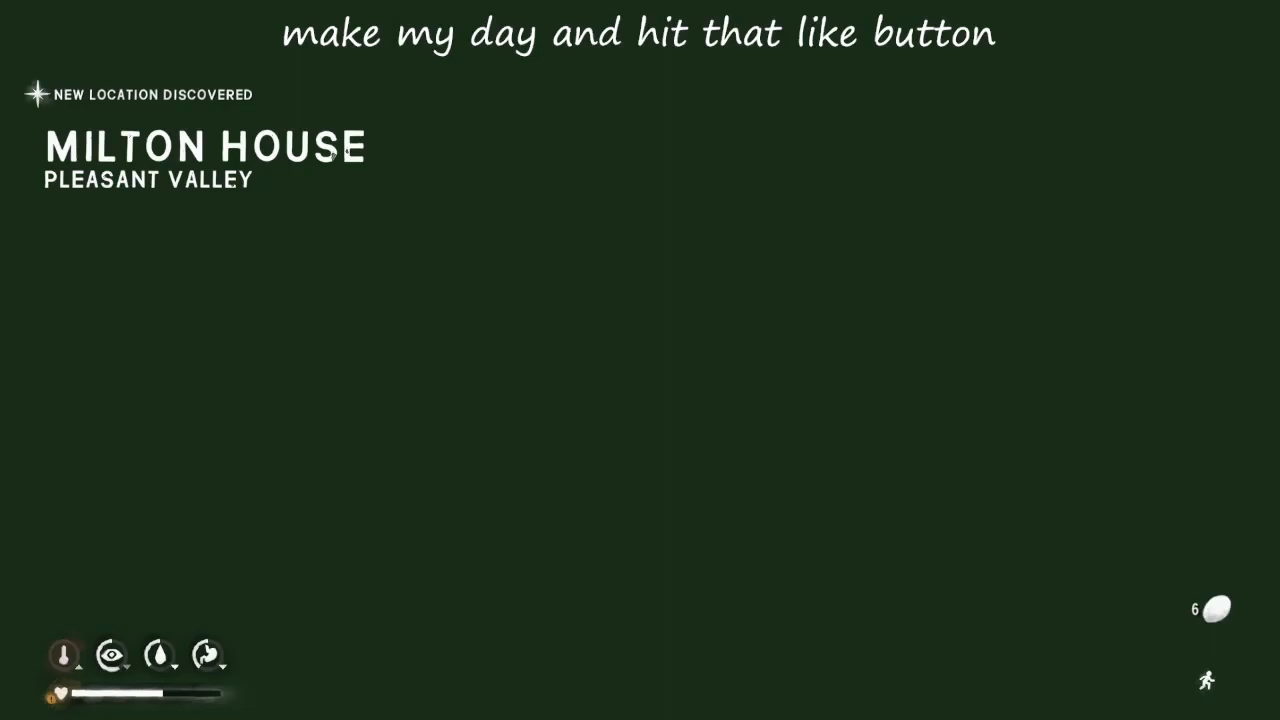 make my day and hit that like button
NEW LOCATION DISCOVERED
MILTON HOUSE
PLEASANT VALLEY
6